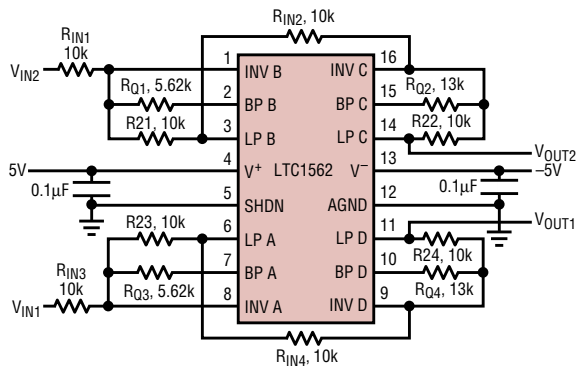 RIN2, 10k
RIN1
10k
VIN2
1
INV B
INV C
16
RQ1, 5.62k
2
BP A
BP C
15
RQ2, 13k
R21, 10k
3
LP B
LP C
14
R22, 10k
VOUT2
5V
4
V+
LTC1562
V−
13
−5V
0.1µF
5
SHDN
AGND
12
0.1µF
R23, 10k
6
LP A
LP D
11
VOUT1
R24, 10k
RIN3
10k
7
BP A
BP D
10
RQ3, 5.62k
RQ4, 13k
VIN1
8
INV A
INV D
9
RIN4, 10k